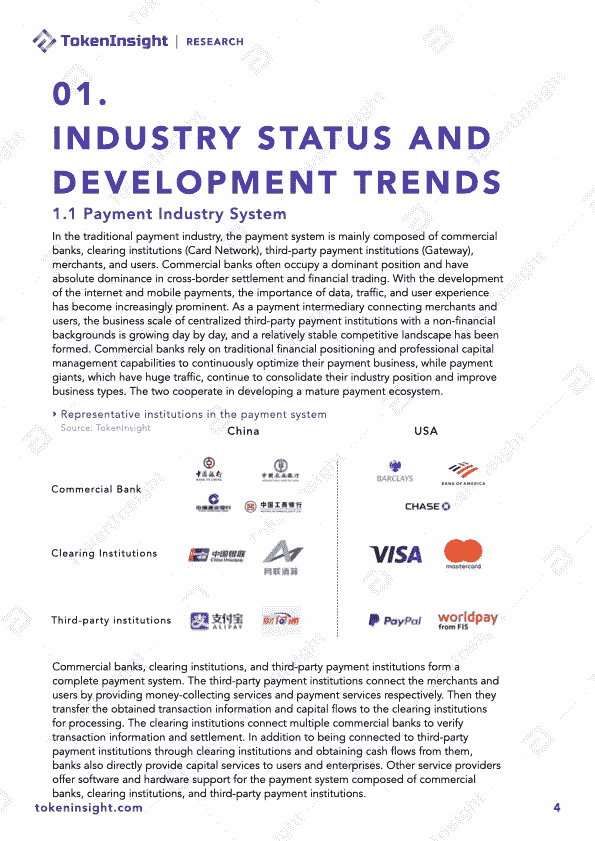 TokenInsight | RESEARCH
01.
INDUSTRY STATUS AND
DEVELOPMENT TRENDS
1.1 Payment Industry System
In the traditional payment industry, the payment system is mainly composed of commercial
banks, clearing institutions (Card Network), third-party payment institutions (Gateway),
merchants, and users. Commercial banks often occupy a dominant position and have
absolute dominance in cross-border settlement and financial trading. With the development
of the internet and mobile payments, the importance of data, traffic, and user experience
has become increasingly prominent. As a payment intermediary connecting merchants and
users, the business scale of centralized third-party payment institutions with a non-financial
backgrounds is growing day by day, and a relatively stable competitive landscape has been
formed. Commercial banks rely on traditional financial positioning and professional capital
management capabilities to continuously optimize their payment business, while payment
giants, which have huge traffic, continue to consolidate their industry position and improve
business types. The two cooperate in developing a mature payment ecosystem.
Representative institutions in the payment system
Source: TokenInsight
China
USA
Commercial Bank
中国银行
BANK OF CHINA
中国农业银行
中国建设银行
中国工商银行
BARCLAYS
BANK OF AMERICA
CHASE
Clearing Institutions
中国银联
China Unionpay
网联清算
VISA
mastercard
Third-party institutions
支付宝
ALIPAY
PayPal
worldpay
from FIS
Commercial banks, clearing institutions, and third-party payment institutions form a
complete payment system. The third-party payment institutions connect the merchants and
users by providing money-collecting services and payment services respectively. Then they
transfer the obtained transaction information and capital flows to the clearing institutions
for processing. The clearing institutions connect multiple commercial banks to verify
transaction information and settlement. In addition to being connected to third-party
payment institutions through clearing institutions and obtaining cash flows from them,
banks also directly provide capital services to users and enterprises. Other service providers
offer software and hardware support for the payment system composed of commercial
banks, clearing institutions, and third-party payment institutions.
tokeninsight.com
4